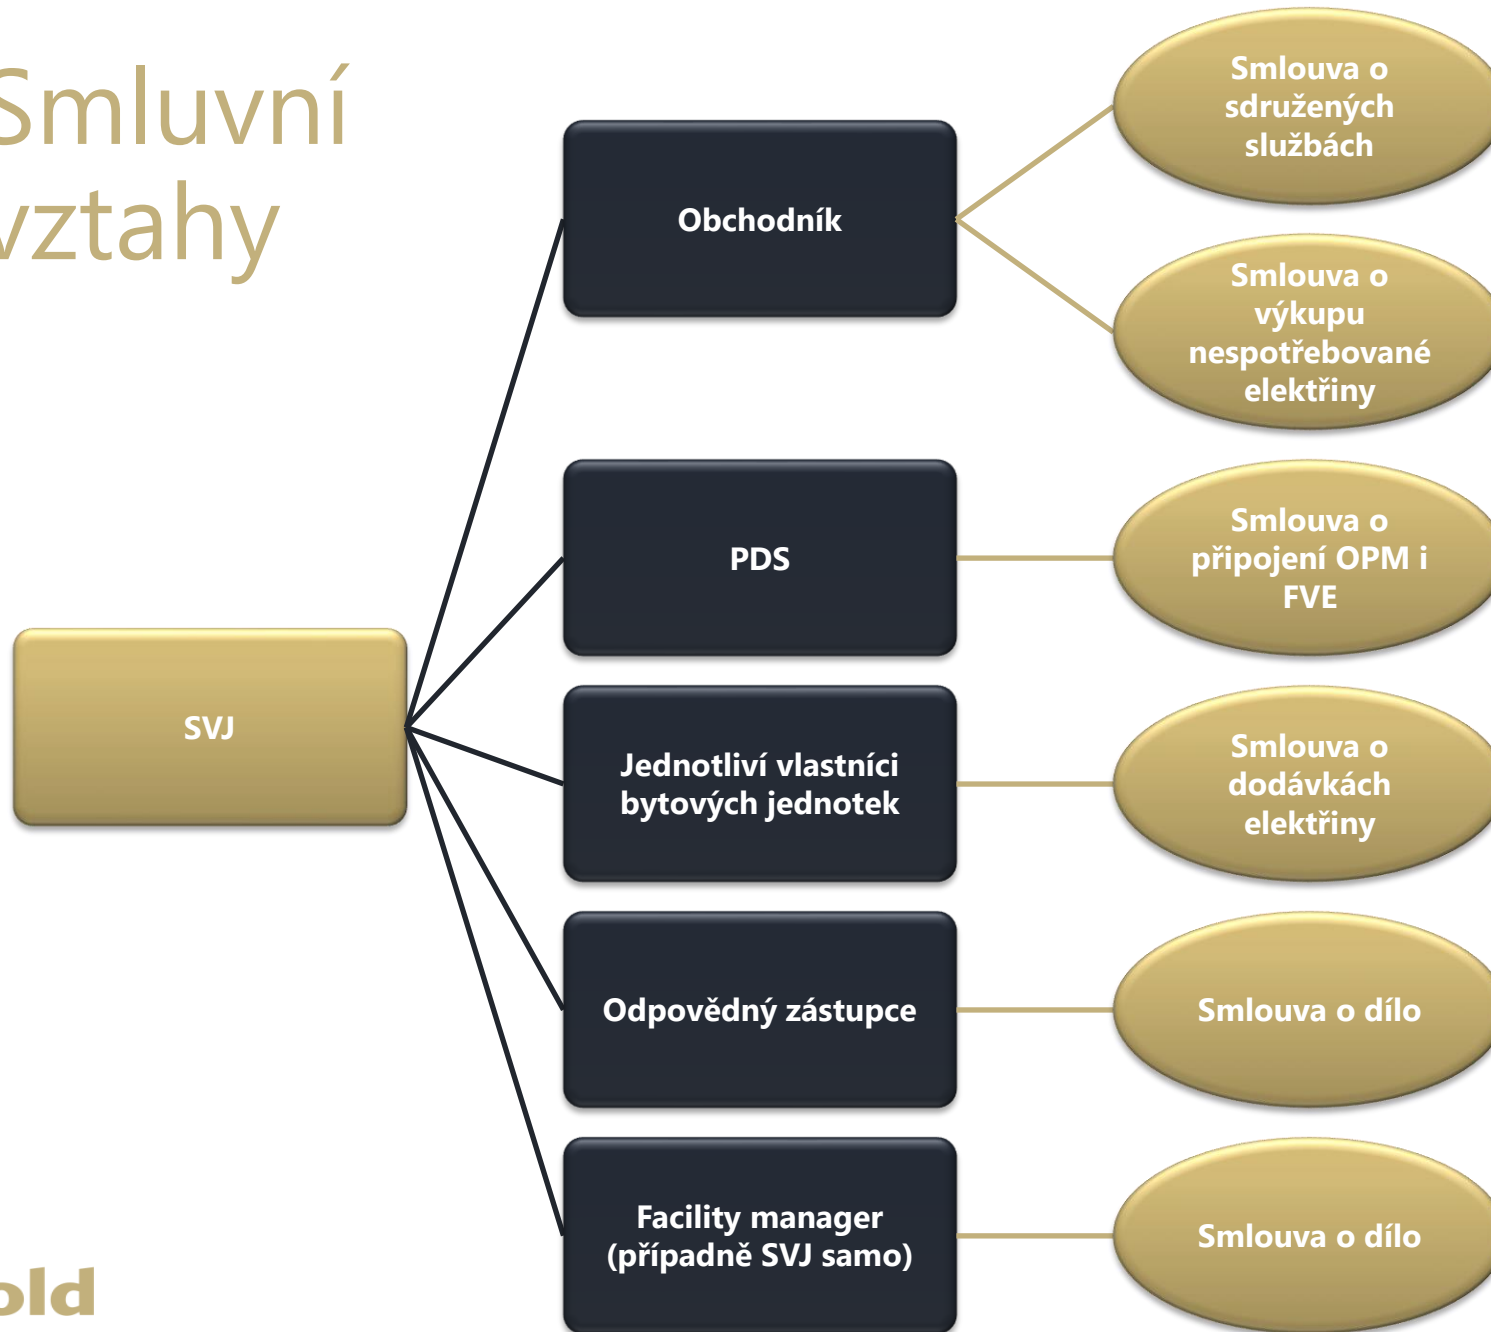 Smluvní
vztahy
Smlouva o
sdružených
službách
Obchodník
Smlouva o
výkupu
nespotřebované
elektřiny
PDS
Smlouva o
připojení OPM i
FVE
SVJ
Jednotliví vlastníci
bytových jednotek
Smlouva o
dodávkách
elektřiny
Odpovědný zástupce
Smlouva o dílo
Facility manager
(případně SVJ samo)
Smlouva o dílo
old